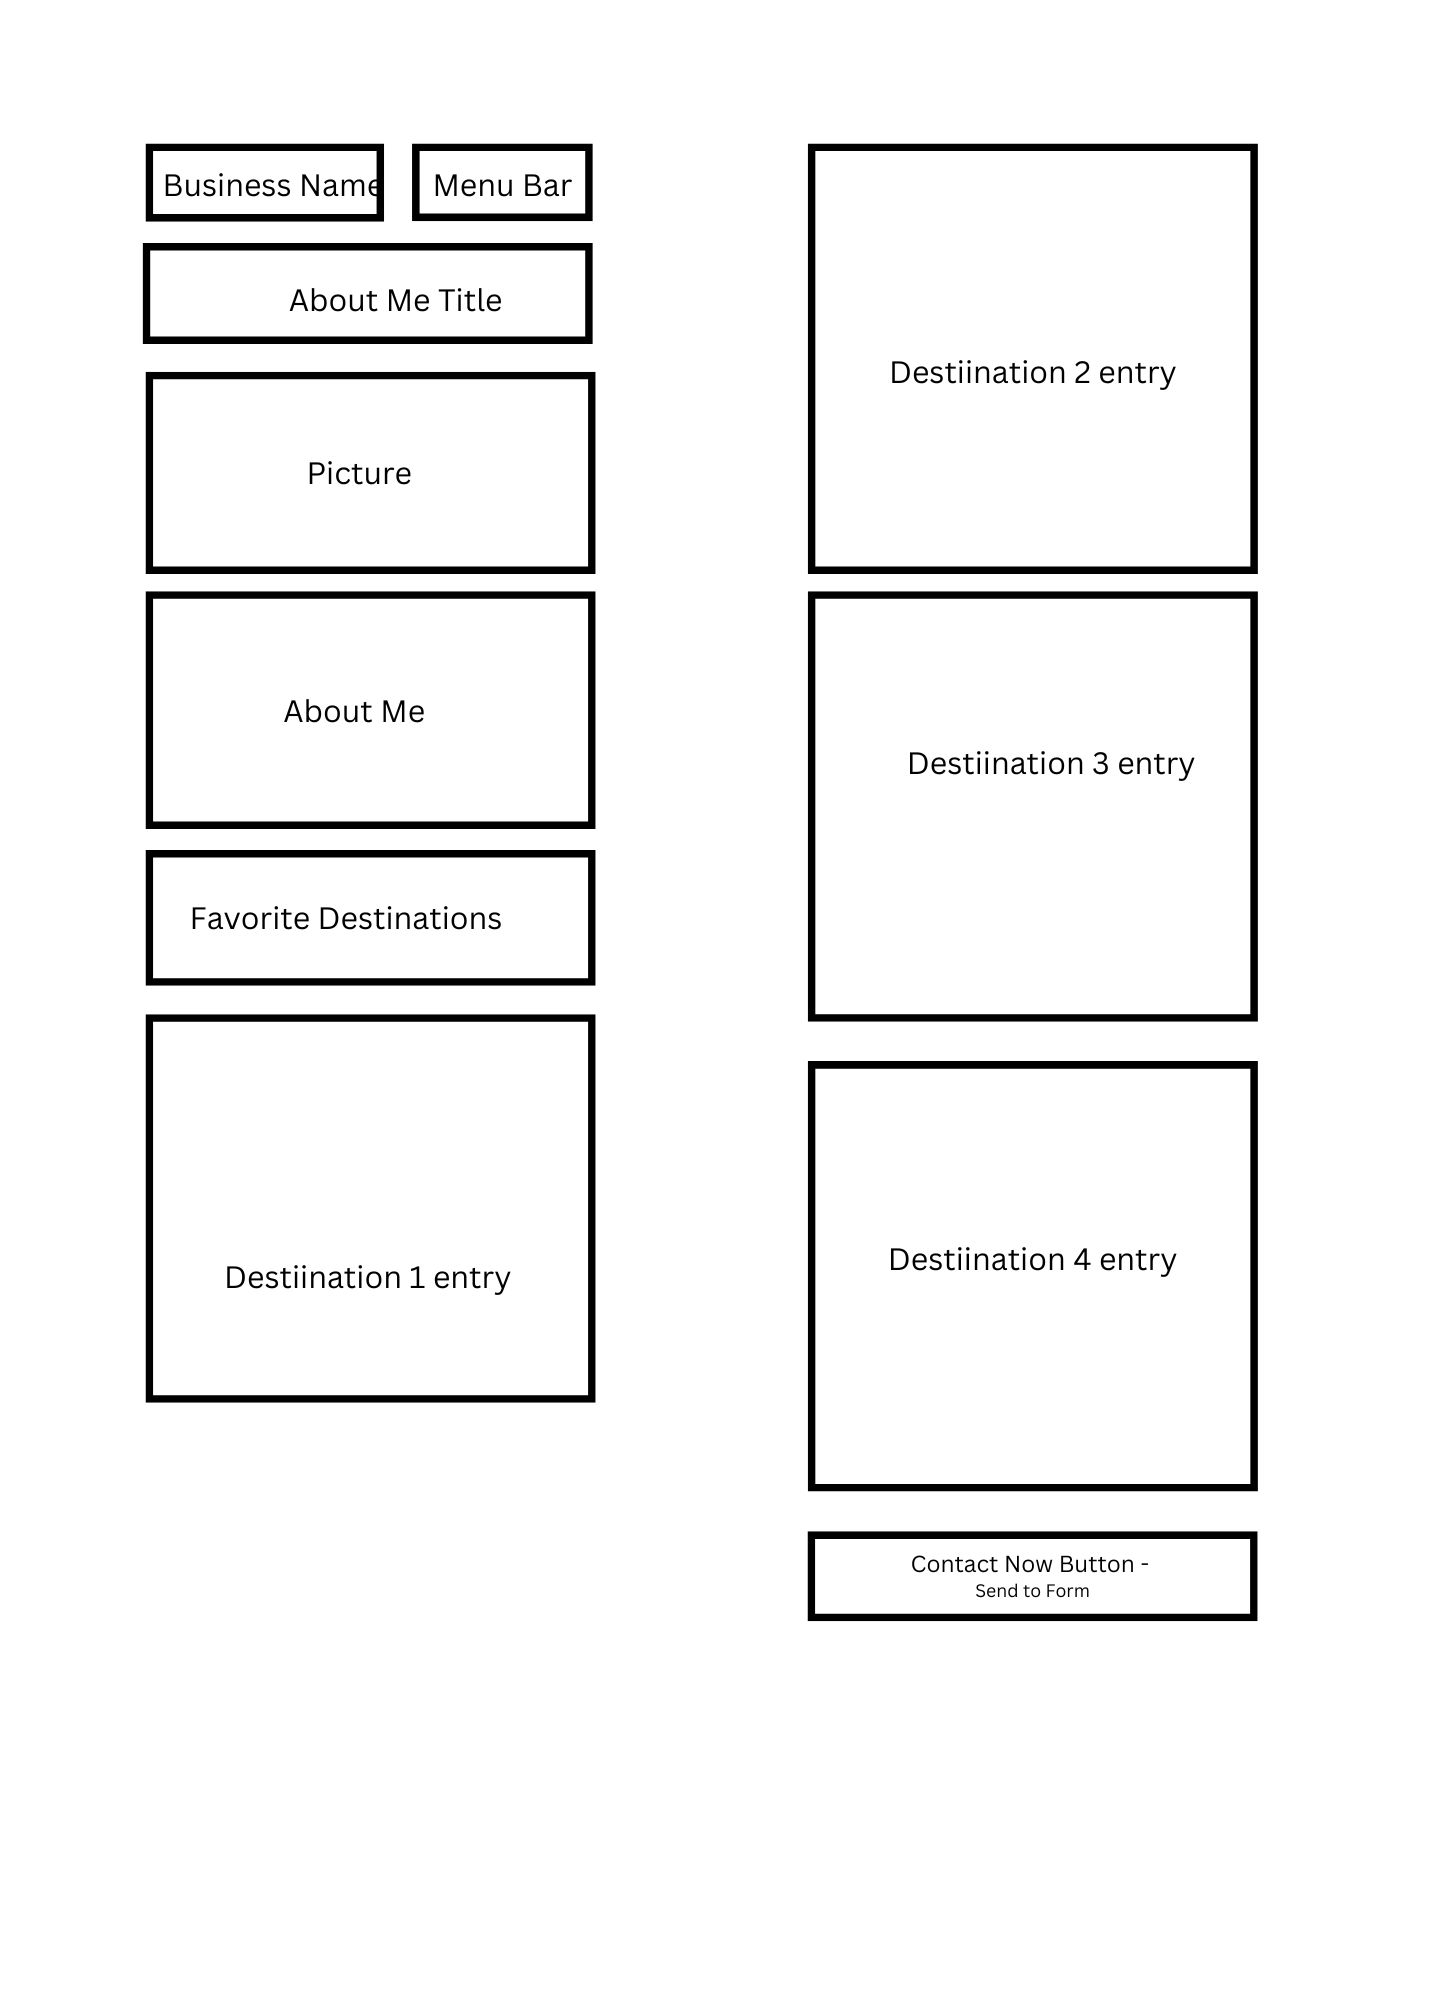 Business Name
Menu Bar
About Me Title
Picture
About Me
Favorite Destinations
Destiination 1 entry
Destiination 2 entry
Destiination 3 entry
Destiination 4 entry
Contact Now Button -
Send to Form